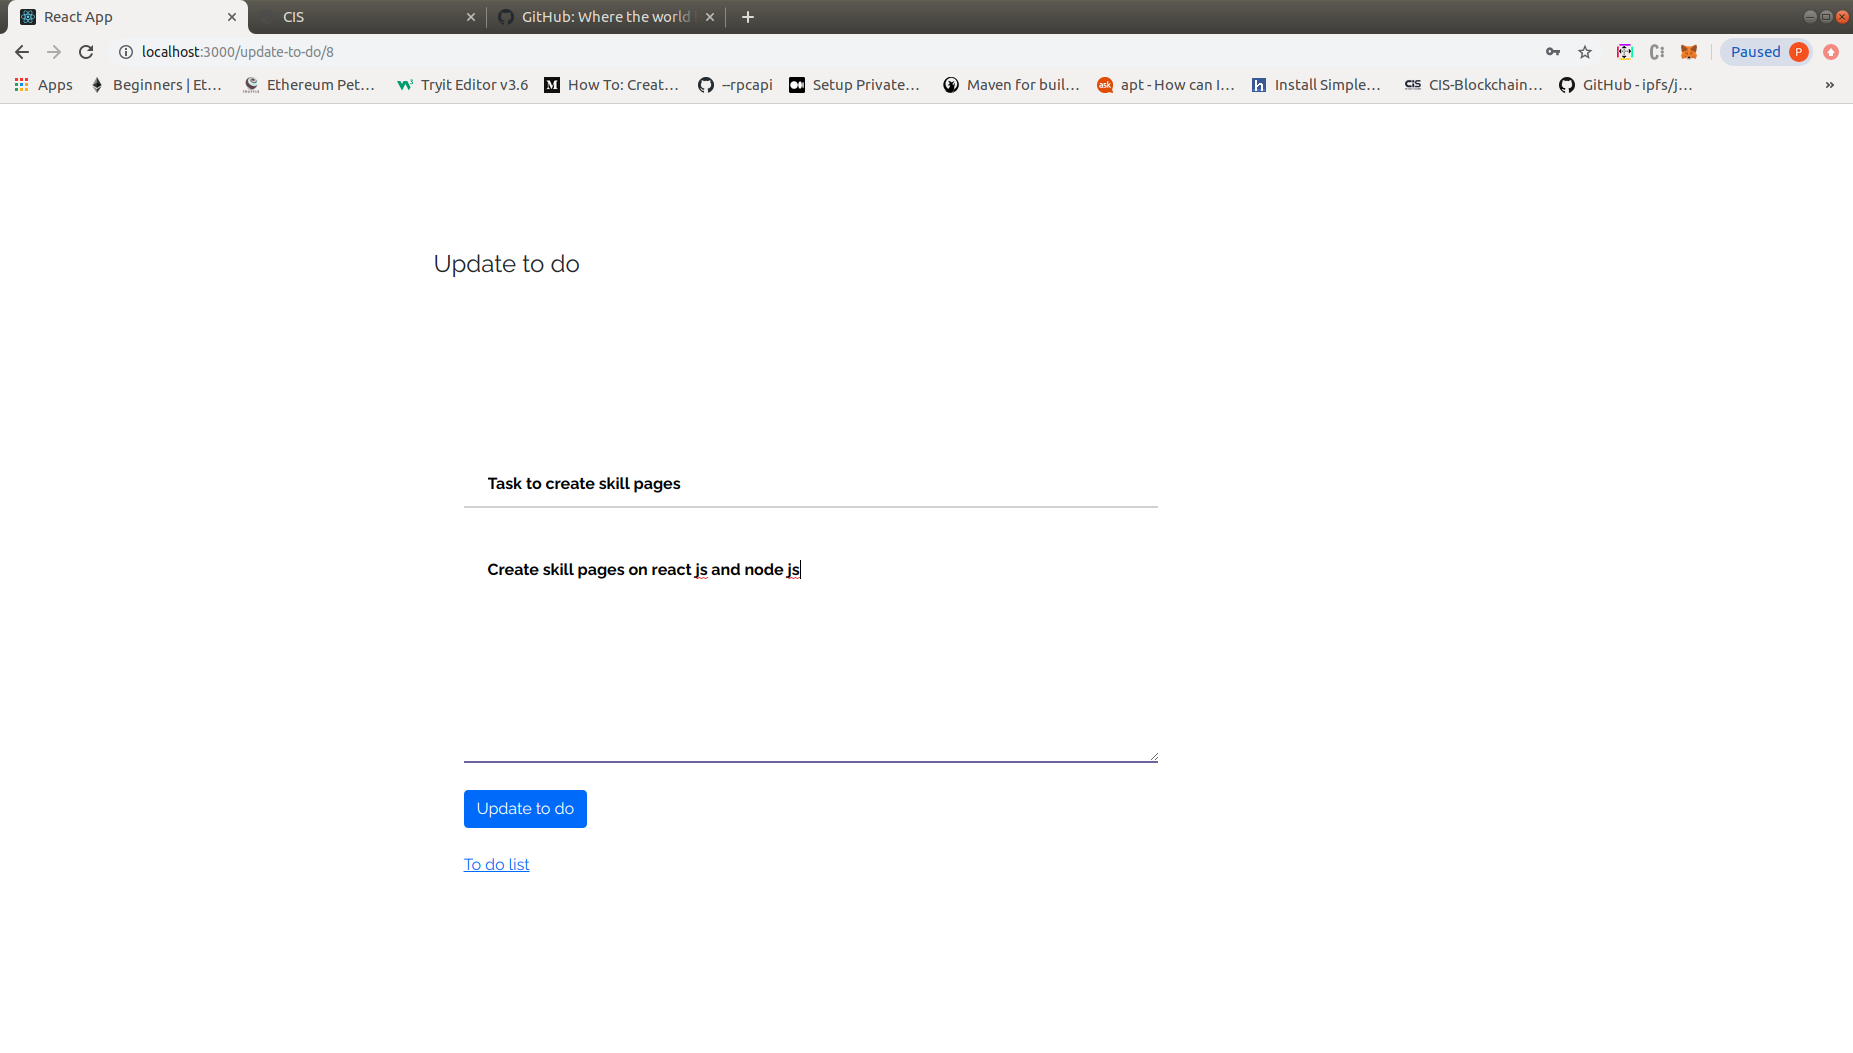 React App
CIS
GitHub: Where the world
localhost:3000/update-to-do/8
Paused P
Apps
Beginners | Et...
Ethereum Pet...
Tryit Editor v3.6
How To: Creat...
--rpcapi
Setup Private...
Maven for buil...
ask
apt - How can I...
Install Simple...
CIS
CIS-Blockchain...
GitHub - ipfs/j...
»
Update to do
Task to create skill pages
Create skill pages on react js and node js
Update to do
To do list